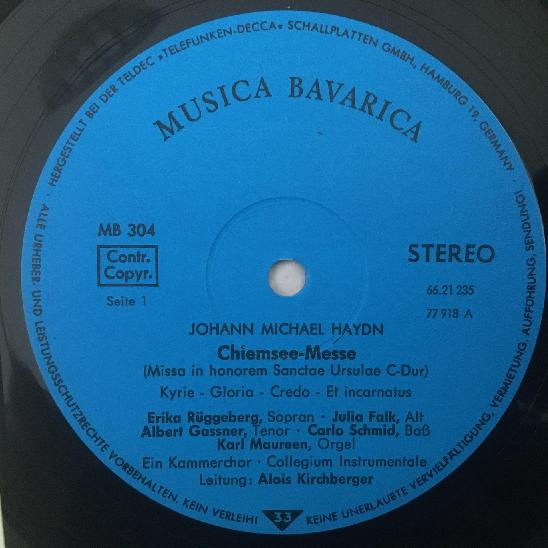 HERGESTELLT BEI DER TELDEC »TELEFUNKEN-DECCA« SCHALLPLATTEN GMBH, HAMBURG 19, GERMANY · ALLE URHEBER- UND LEISTUNGSSCHUTZRECHTE VORBEHALTEN. KEIN VERLEIH! KEINE UNERLAUBTE VERVIELFÄLTIGUNG, VERMIETUNG, AUFFÜHRUNG, SENDUNG! ·
MUSICA BAVARICA
MB 304
Contr.
Copyr.
Seite 1
STEREO
66.21 235
77 918 A
JOHANN MICHAEL HAYDN
Chiemsee-Messe
(Missa in honorem Sanctae Ursulae C-Dur)
Kyrie - Gloria - Credo - Et incarnatus
Erika Rüggeberg, Sopran · Julia Falk, Alt
Albert Gassner, Tenor · Carlo Schmid, Baß
Karl Maureen, Orgel
Ein Kammerchor · Collegium Instrumentale
Leitung: Alois Kirchberger
33